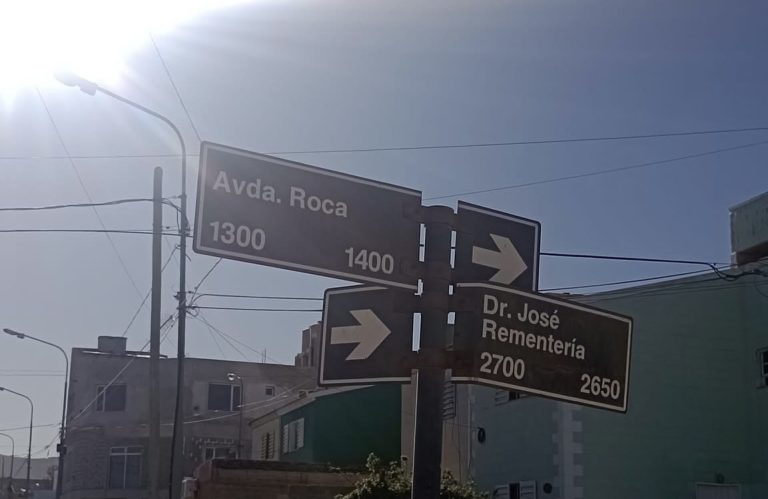 Avda. Roca
1300 1400
Dr. José
Rementería
2700 2650